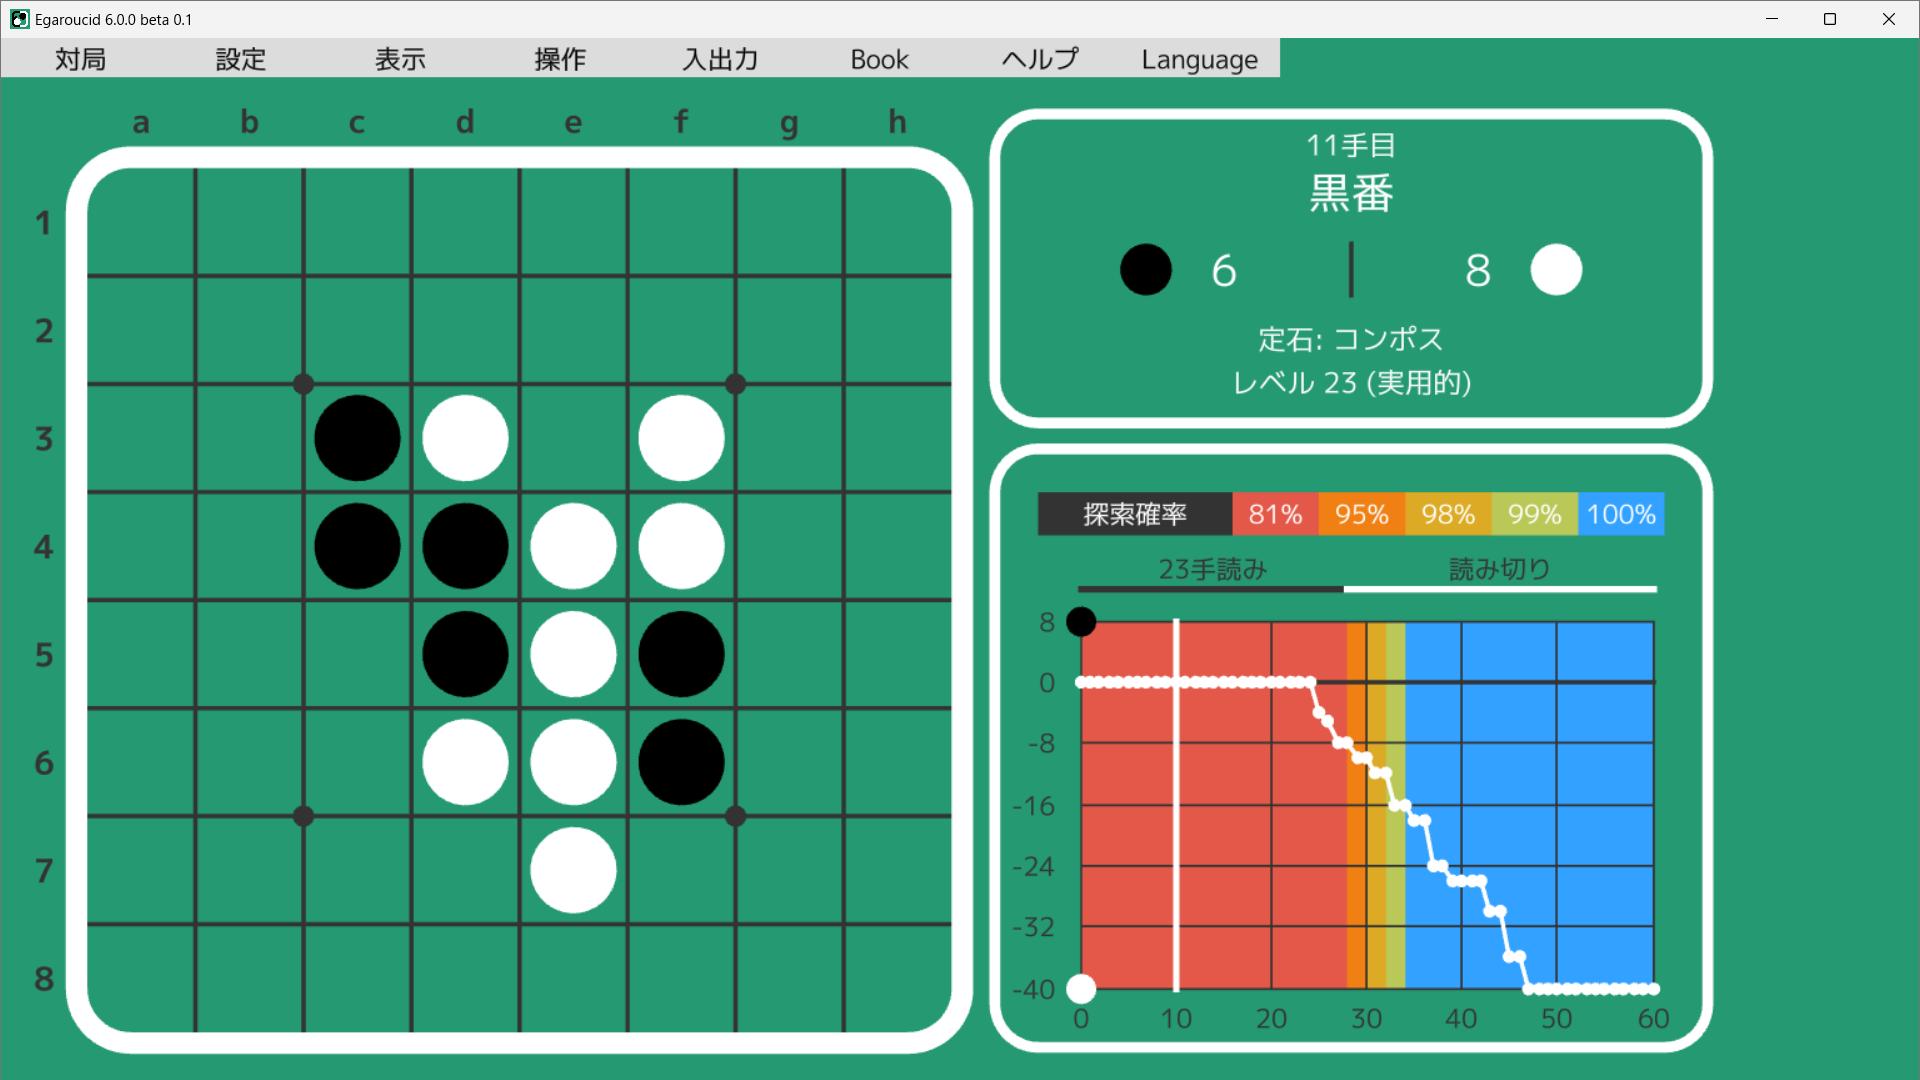 Egaroucid 6.0.0 beta 0.1
対局 設定 表示 操作 入出力 Book ヘルプ Language
a b c d e f g h
1
2
3
4
5
6
7
8
11手目
黒番
6 8
定石: コンポス
レベル 23 (実用的)
探索確率 81% 95% 98% 99% 100%
23手読み 読み切り
8
0
-8
-16
-24
-32
-40
0 10 20 30 40 50 60